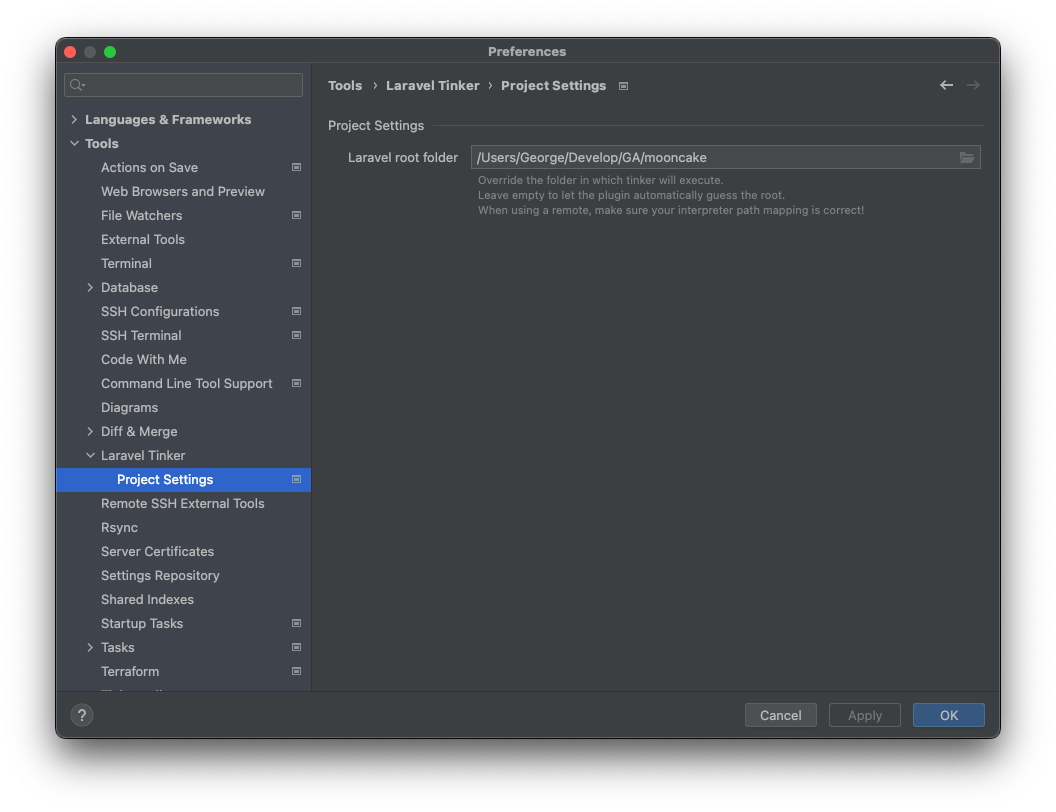 Preferences
Languages & Frameworks
Tools
Actions on Save
Web Browsers and Preview
File Watchers
External Tools
Terminal
Database
SSH Configurations
SSH Terminal
Code With Me
Command Line Tool Support
Diagrams
Diff & Merge
Laravel Tinker
Project Settings
Remote SSH External Tools
Rsync
Server Certificates
Settings Repository
Shared Indexes
Startup Tasks
Tasks
Terraform
Tools › Laravel Tinker › Project Settings
Project Settings
Laravel root folder /Users/George/Develop/GA/mooncake
Override the folder in which tinker will execute.
Leave empty to let the plugin automatically guess the root.
When using a remote, make sure your interpreter path mapping is correct!
? Cancel Apply OK